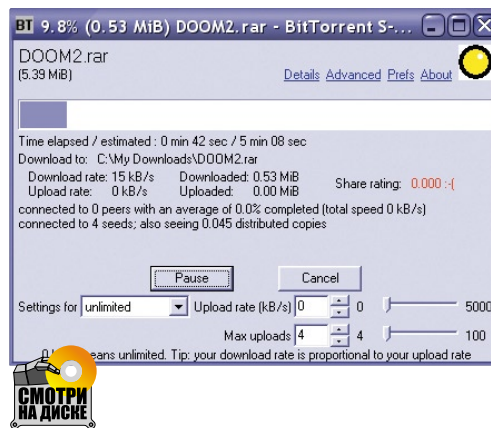 BT 9.8% (0.53 MiB) DOOM2.rar - BitTorrent S-...
DOOM2.rar
(5.39 MiB)
Details Advanced Prefs About
Time elapsed / estimated : 0 min 42 sec / 5 min 08 sec
Download to: C:\My Downloads\DOOM2.rar
Download rate: 15 kB/s Downloaded: 0.53 MiB
Upload rate: 0 kB/s Uploaded: 0.00 MiB
Share rating: 0.000 :-(
connected to 0 peers with an average of 0.0% completed (total speed 0 kB/s)
connected to 4 seeds; also seeing 0.045 distributed copies
Pause Cancel
Settings for unlimited Upload rate (kB/s) 0 0 5000
Max uploads 4 4 100
means unlimited. Tip: your download rate is proportional to your upload rate
СМОТРИ
НА ДИСКЕ